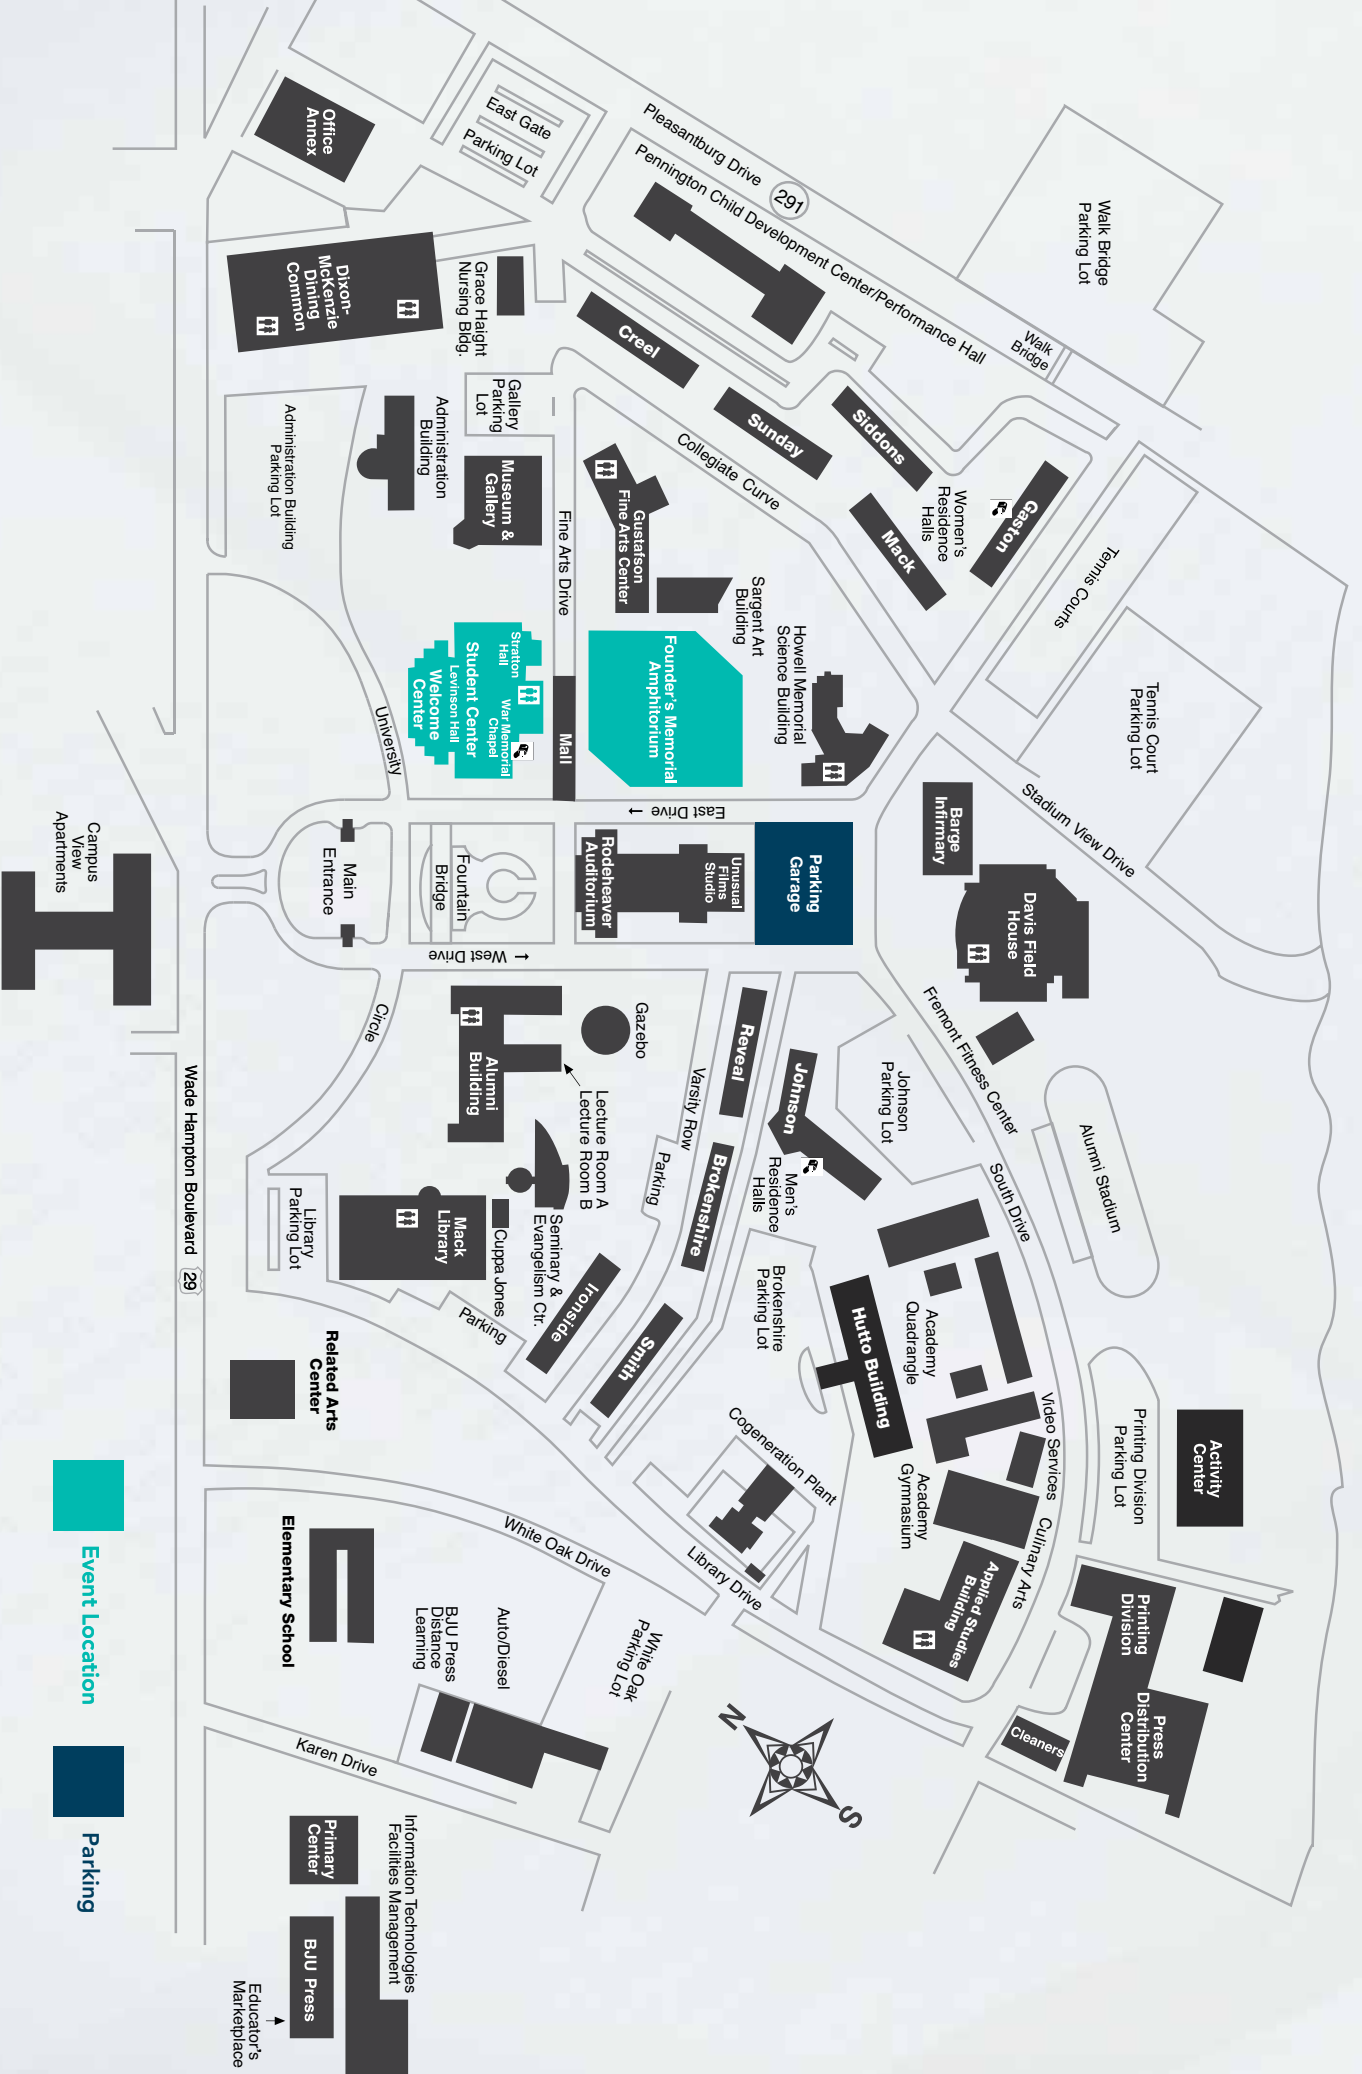 Pleasantburg Drive
291
Pennington Child Development Center/Performance Hall
Walk Bridge
Parking Lot
Walk
Bridge
East Gate
Parking Lot
Office
Annex
Dixon-
McKenzie
Dining
Common
Grace Haight
Nursing Bldg.
Creel
Sunday
Siddons
Gaston
Mack
Women's
Residence
Halls
Collegiate Curve
Tennis Courts
Tennis Court
Parking Lot
Stadium View Drive
Gallery
Parking
Lot
Administration
Building
Administration Building
Parking Lot
Museum &
Gallery
Fine Arts Drive
Gustafson
Fine Arts Center
Sargent Art
Building
Howell Memorial
Science Building
Founder's Memorial
Amphitorium
Stratton
Hall
War Memorial
Chapel
Student Center
Levinson Hall
Welcome
Center
Mall
University
East Drive →
Barge
Infirmary
Davis Field
House
Parking
Garage
Unusual
Films
Studio
Rodeheaver
Auditorium
Fountain
Bridge
Main
Entrance
Campus
View
Apartments
← West Drive
Circle
Fremont Fitness Center
Alumni Stadium
South Drive
Johnson
Parking Lot
Reveal
Johnson
Men's
Residence
Halls
Varsity Row
Brokenshire
Parking
Gazebo
Lecture Room A
Lecture Room B
Alumni
Building
Seminary &
Evangelism Ctr.
Cuppa Jones
Mack
Library
Library
Parking Lot
Wade Hampton Boulevard
29
Parking
Ironside
Smith
Brokenshire
Parking Lot
Hutto Building
Academy
Quadrangle
Video Services
Academy
Gymnasium
Culinary Arts
Applied Studies
Building
Printing Division
Parking Lot
Activity
Center
Printing
Division
Press
Distribution
Center
Cleaners
Cogeneration Plant
Library Drive
White Oak Drive
White Oak
Parking Lot
Related Arts
Center
Elementary School
Auto/Diesel
BJU Press
Distance
Learning
Karen Drive
N
S
Primary
Center
Information Technologies
Facilities Management
BJU Press
Educator's
Marketplace
Event Location
Parking